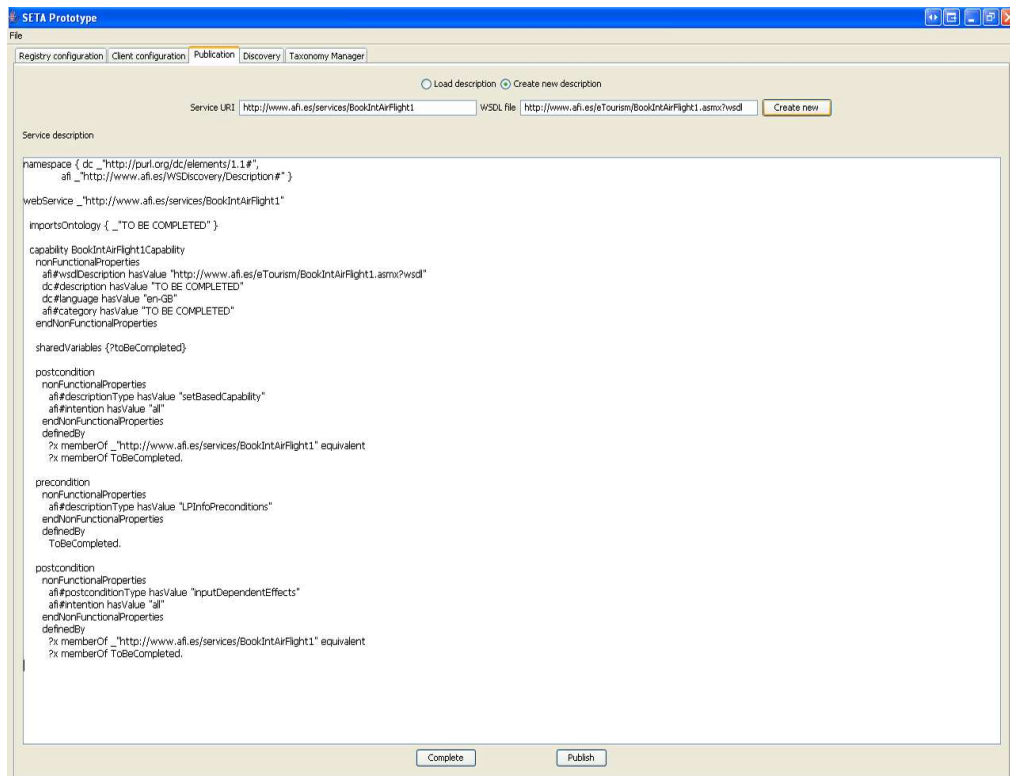 SETA Prototype
File
Registry configuration Client configuration Publication Discovery Taxonomy Manager
Load description Create new description
Service URI http://www.afi.es/services/BookIntAirFlight1 WSDL file http://www.afi.es/eTourism/BookIntAirFlight1.asmx?wsdl Create new
Service description
namespace { dc _"http://purl.org/dc/elements/1.1#",
afi _"http://www.afi.es/WSDiscovery/Description#" }
webService _"http://www.afi.es/services/BookIntAirFlight1"
importsOntology { _"TO BE COMPLETED" }
capability BookIntAirFlight1Capability
nonFunctionalProperties
afi#wsdlDescription hasValue "http://www.afi.es/eTourism/BookIntAirFlight1.asmx?wsdl"
dc#description hasValue "TO BE COMPLETED"
dc#language hasValue "en-GB"
afi#category hasValue "TO BE COMPLETED"
endNonFunctionalProperties
sharedVariables {?toBeCompleted}
postcondition
nonFunctionalProperties
afi#descriptionType hasValue "setBasedCapability"
afi#intention hasValue "all"
endNonFunctionalProperties
definedBy
?x memberOf _"http://www.afi.es/services/BookIntAirFlight1" equivalent
?x memberOf ToBeCompleted.
precondition
nonFunctionalProperties
afi#descriptionType hasValue "LPInfoPreconditions"
endNonFunctionalProperties
definedBy
ToBeCompleted.
postcondition
nonFunctionalProperties
afi#postconditionType hasValue "inputDependentEffects"
afi#intention hasValue "all"
endNonFunctionalProperties
definedBy
?x memberOf _"http://www.afi.es/services/BookIntAirFlight1" equivalent
?x memberOf ToBeCompleted.
Complete Publish